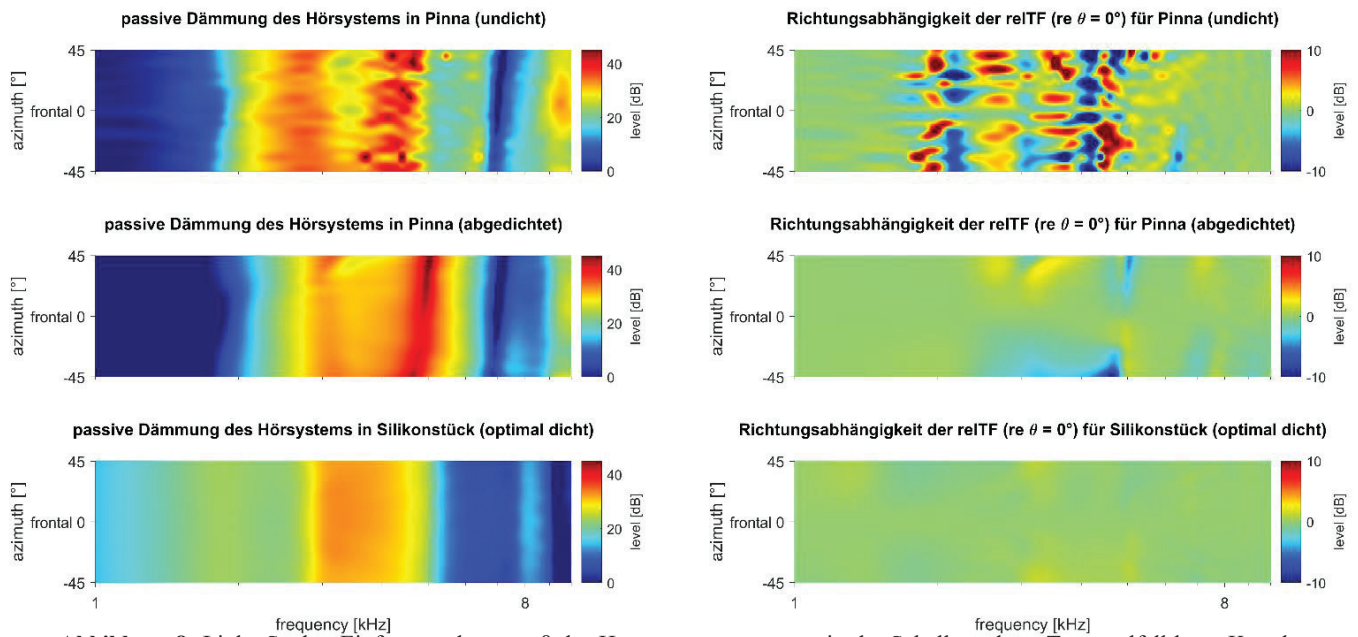 passive Dämmung des Hörsystems in Pinna (undicht)
45
frontal 0
-45
azimuth [°]
40
20
0
level [dB]
Richtungsabhängigkeit der relTF (re θ = 0°) für Pinna (undicht)
45
frontal 0
-45
azimuth [°]
10
0
-10
level [dB]
passive Dämmung des Hörsystems in Pinna (abgedichtet)
45
frontal 0
-45
azimuth [°]
40
20
0
level [dB]
Richtungsabhängigkeit der relTF (re θ = 0°) für Pinna (abgedichtet)
45
frontal 0
-45
azimuth [°]
10
0
-10
level [dB]
passive Dämmung des Hörsystems in Silikonstück (optimal dicht)
45
frontal 0
-45
azimuth [°]
1
8
frequency [kHz]
40
20
0
level [dB]
Richtungsabhängigkeit der relTF (re θ = 0°) für Silikonstück (optimal dicht)
45
frontal 0
-45
azimuth [°]
1
8
frequency [kHz]
10
0
-10
level [dB]